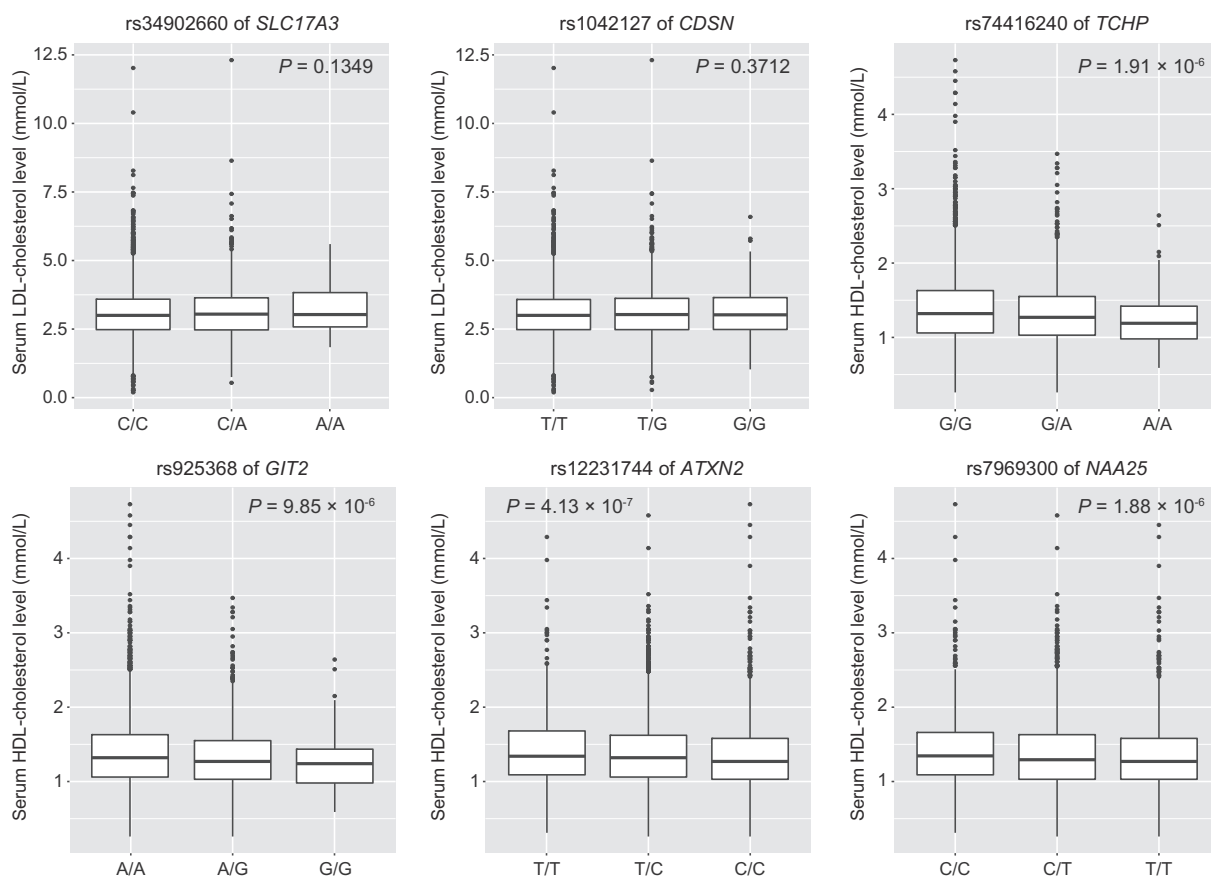 rs34902660 of SLC17A3
Serum LDL-cholesterol level (mmol/L)
12.5
10.0
7.5
5.0
2.5
0.0
P = 0.1349
C/C C/A A/A
rs1042127 of CDSN
Serum LDL-cholesterol level (mmol/L)
12.5
10.0
7.5
5.0
2.5
0.0
P = 0.3712
T/T T/G G/G
rs74416240 of TCHP
Serum HDL-cholesterol level (mmol/L)
4
3
2
1
P = 1.91 × 10-6
G/G G/A A/A
rs925368 of GIT2
Serum HDL-cholesterol level (mmol/L)
4
3
2
1
P = 9.85 × 10-6
A/A A/G G/G
rs12231744 of ATXN2
Serum HDL-cholesterol level (mmol/L)
4
3
2
1
P = 4.13 × 10-7
T/T T/C C/C
rs7969300 of NAA25
Serum HDL-cholesterol level (mmol/L)
4
3
2
1
P = 1.88 × 10-6
C/C C/T T/T